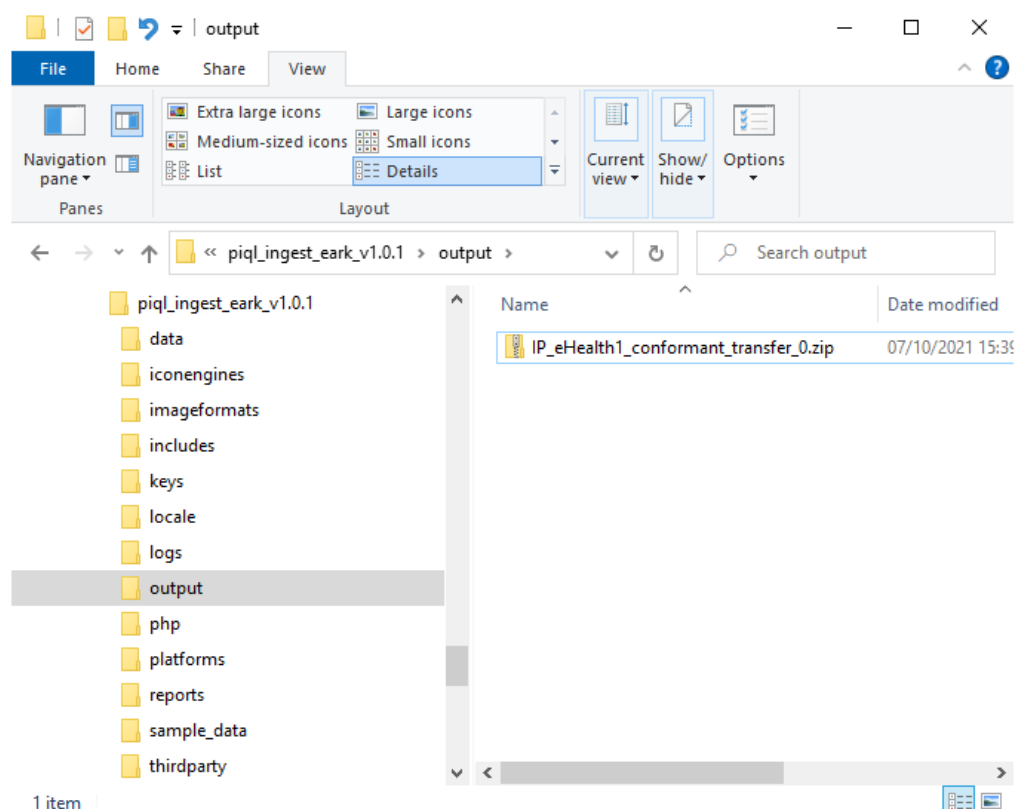 output
File Home Share View
Extra large icons Large icons
Medium-sized icons Small icons
List Details
Navigation pane
Current view
Show/ hide
Options
Panes Layout
« piql_ingest_eark_v1.0.1 › output ›
Search output
piql_ingest_eark_v1.0.1
data
iconengines
imageformats
includes
keys
locale
logs
output
php
platforms
reports
sample_data
thirdparty
Name Date modified
IP_eHealth1_conformant_transfer_0.zip 07/10/2021 15:39
1 item